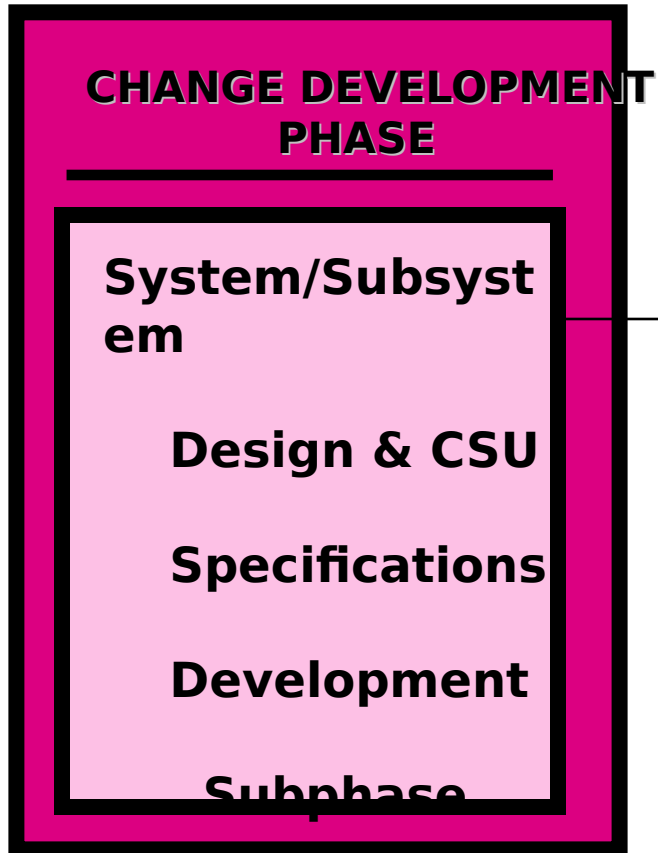 CHANGE DEVELOPMENT
PHASE
System/Subsyst
em
Design & CSU
Specifications
Development
Subphase